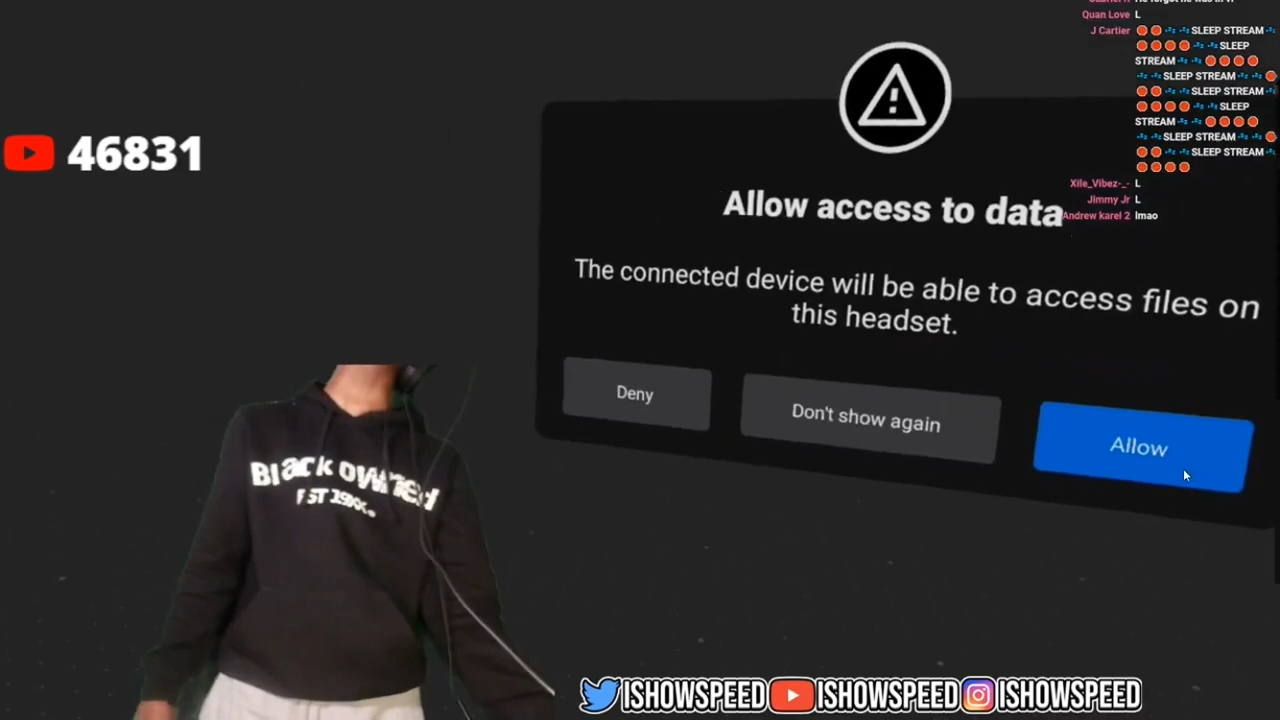 Quan Love L
J Cartier SLEEP STREAM
SLEEP
STREAM
SLEEP STREAM
SLEEP STREAM
SLEEP
STREAM
SLEEP STREAM
SLEEP STREAM
Xile_Vibez-_- L
Jimmy Jr L
Andrew karel 2 lmao
46831
Allow access to data
The connected device will be able to access files on
this headset.
Deny
Don't show again
Allow
Black owned
EST 19XX.
ISHOWSPEED ISHOWSPEED ISHOWSPEED